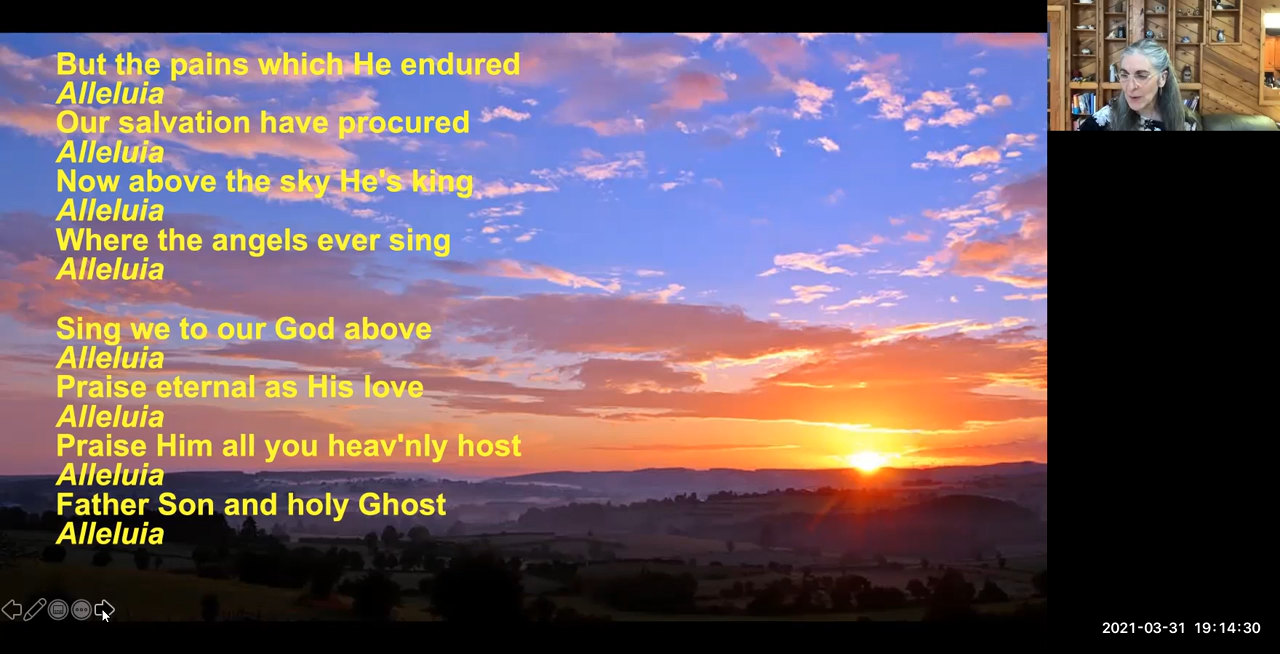 But the pains which He endured
Alleluia
Our salvation have procured
Alleluia
Now above the sky He's king
Alleluia
Where the angels ever sing
Alleluia
Sing we to our God above
Alleluia
Praise eternal as His love
Alleluia
Praise Him all you heav'nly host
Alleluia
Father Son and holy Ghost
Alleluia
2021-03-31 19:14:30